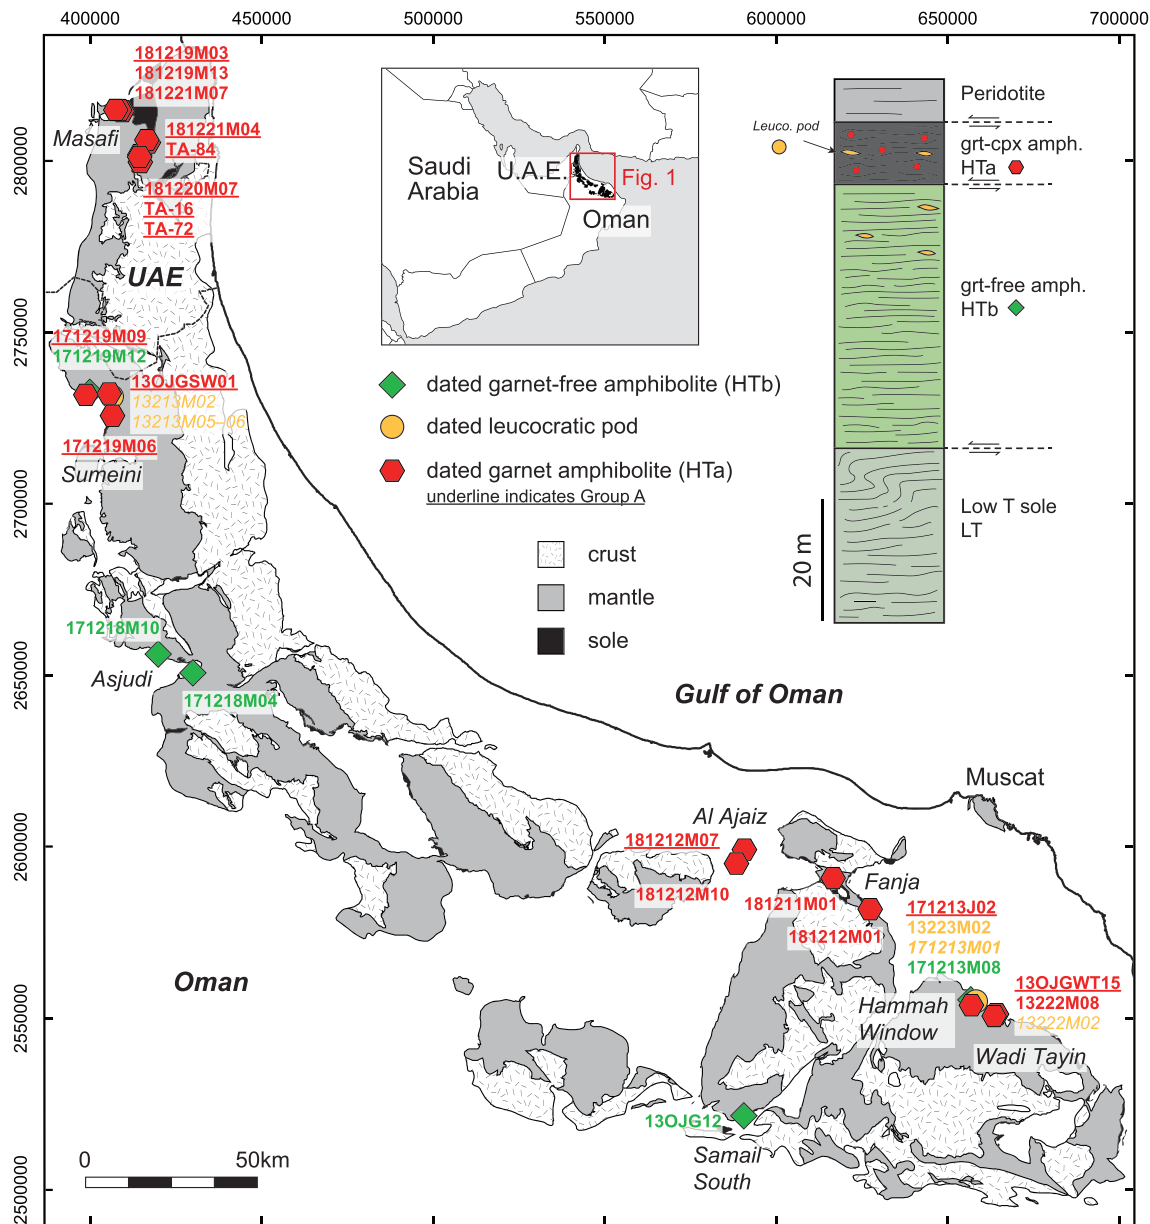 400000
450000
500000
550000
600000
650000
700000
2800000
2750000
2700000
2650000
2600000
2550000
2500000
181219M03
181219M13
181221M07
Masafi
181221M04
TA-84
181220M07
TA-16
TA-72
UAE
171219M09
171219M12
13OJGSW01
13213M02
13213M05–06
171219M06
Sumeini
171218M10
Asjudi
171218M04
Saudi
Arabia
U.A.E.
Fig. 1
Oman
dated garnet-free amphibolite (HTb)
dated leucocratic pod
dated garnet amphibolite (HTa)
underline indicates Group A
crust
mantle
sole
Leuco. pod
Peridotite
grt-cpx amph.
HTa
grt-free amph.
HTb
Low T sole
LT
20 m
Gulf of Oman
Muscat
Al Ajaiz
181212M07
181212M10
181211M01
Fanja
181212M01
171213J02
13223M02
171213M01
171213M08
Hammah
Window
13OJGWT15
13222M08
13222M02
Wadi Tayin
Oman
13OJG12
Samail
South
0
50km